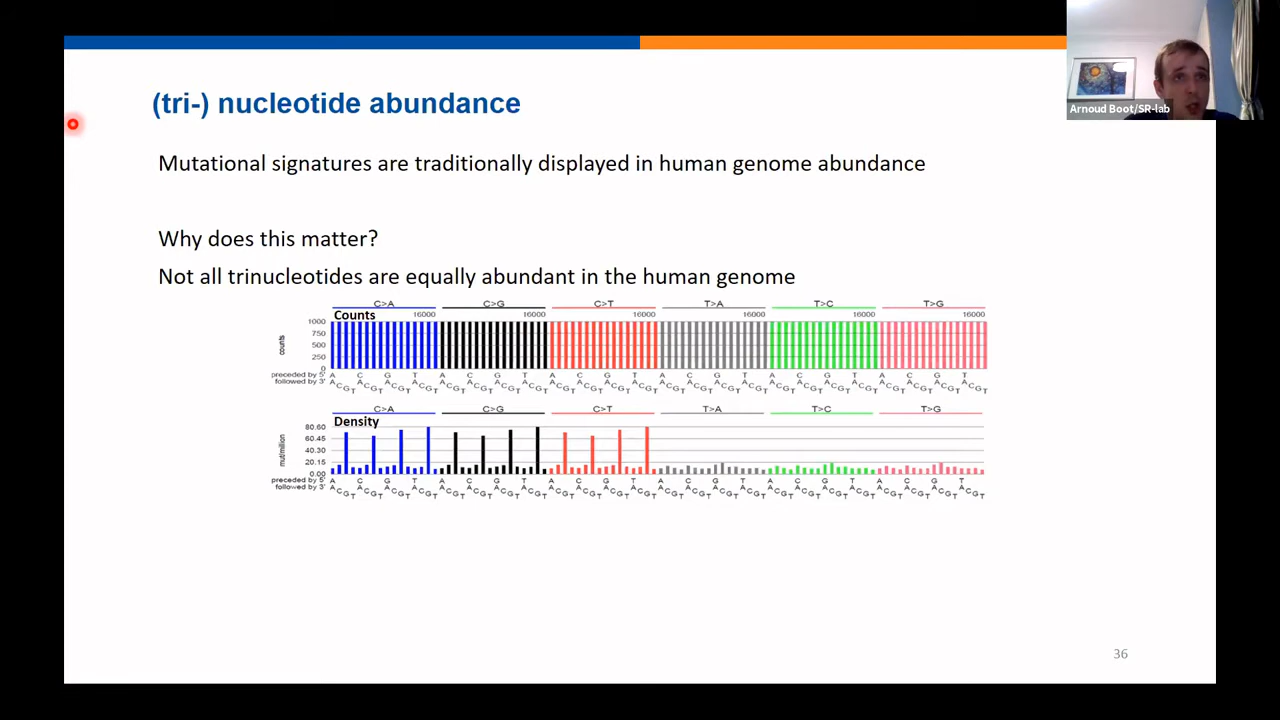 Arnoud Boot/SR-lab
(tri-) nucleotide abundance
Mutational signatures are traditionally displayed in human genome abundance
Why does this matter?
Not all trinucleotides are equally abundant in the human genome
C>A C>G C>T T>A T>C T>G
Counts 16000 16000 16000 16000 16000 16000
counts
1000
750
500
250
0
preceded by 5' A C G T A C G T A C G T A C G T A C G T A C G T
followed by 3' A C G T A C G T A C G T A C G T A C G T A C G T A C G T A C G T A C G T A C G T A C G T A C G T A C G T A C G T A C G T A C G T A C G T A C G T A C G T A C G T A C G T A C G T A C G T A C G T
C>A C>G C>T T>A T>C T>G
Density
mut/million
80.60
60.45
40.30
20.15
0.00
preceded by 5' A C G T A C G T A C G T A C G T A C G T A C G T
followed by 3' A C G T A C G T A C G T A C G T A C G T A C G T A C G T A C G T A C G T A C G T A C G T A C G T A C G T A C G T A C G T A C G T A C G T A C G T A C G T A C G T A C G T A C G T A C G T A C G T
36